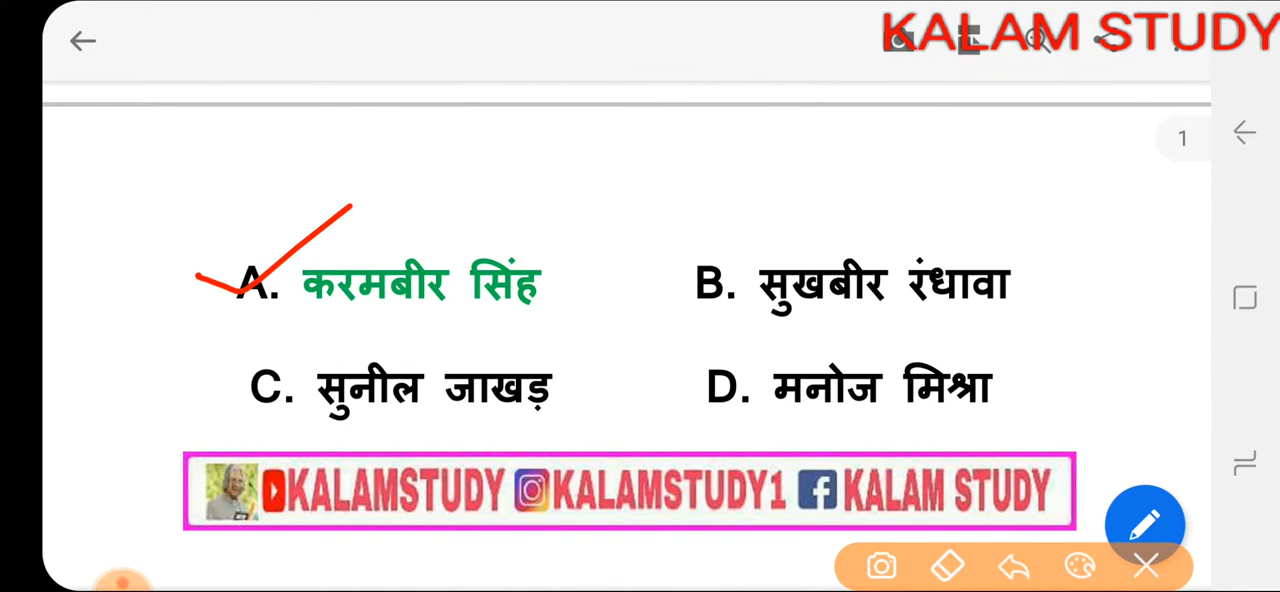 KALAM STUDY
1
A. करमबीर सिंह B. सुखबीर रंधावा
C. सुनील जाखड़ D. मनोज मिश्रा
KALAMSTUDY KALAMSTUDY1 KALAM STUDY